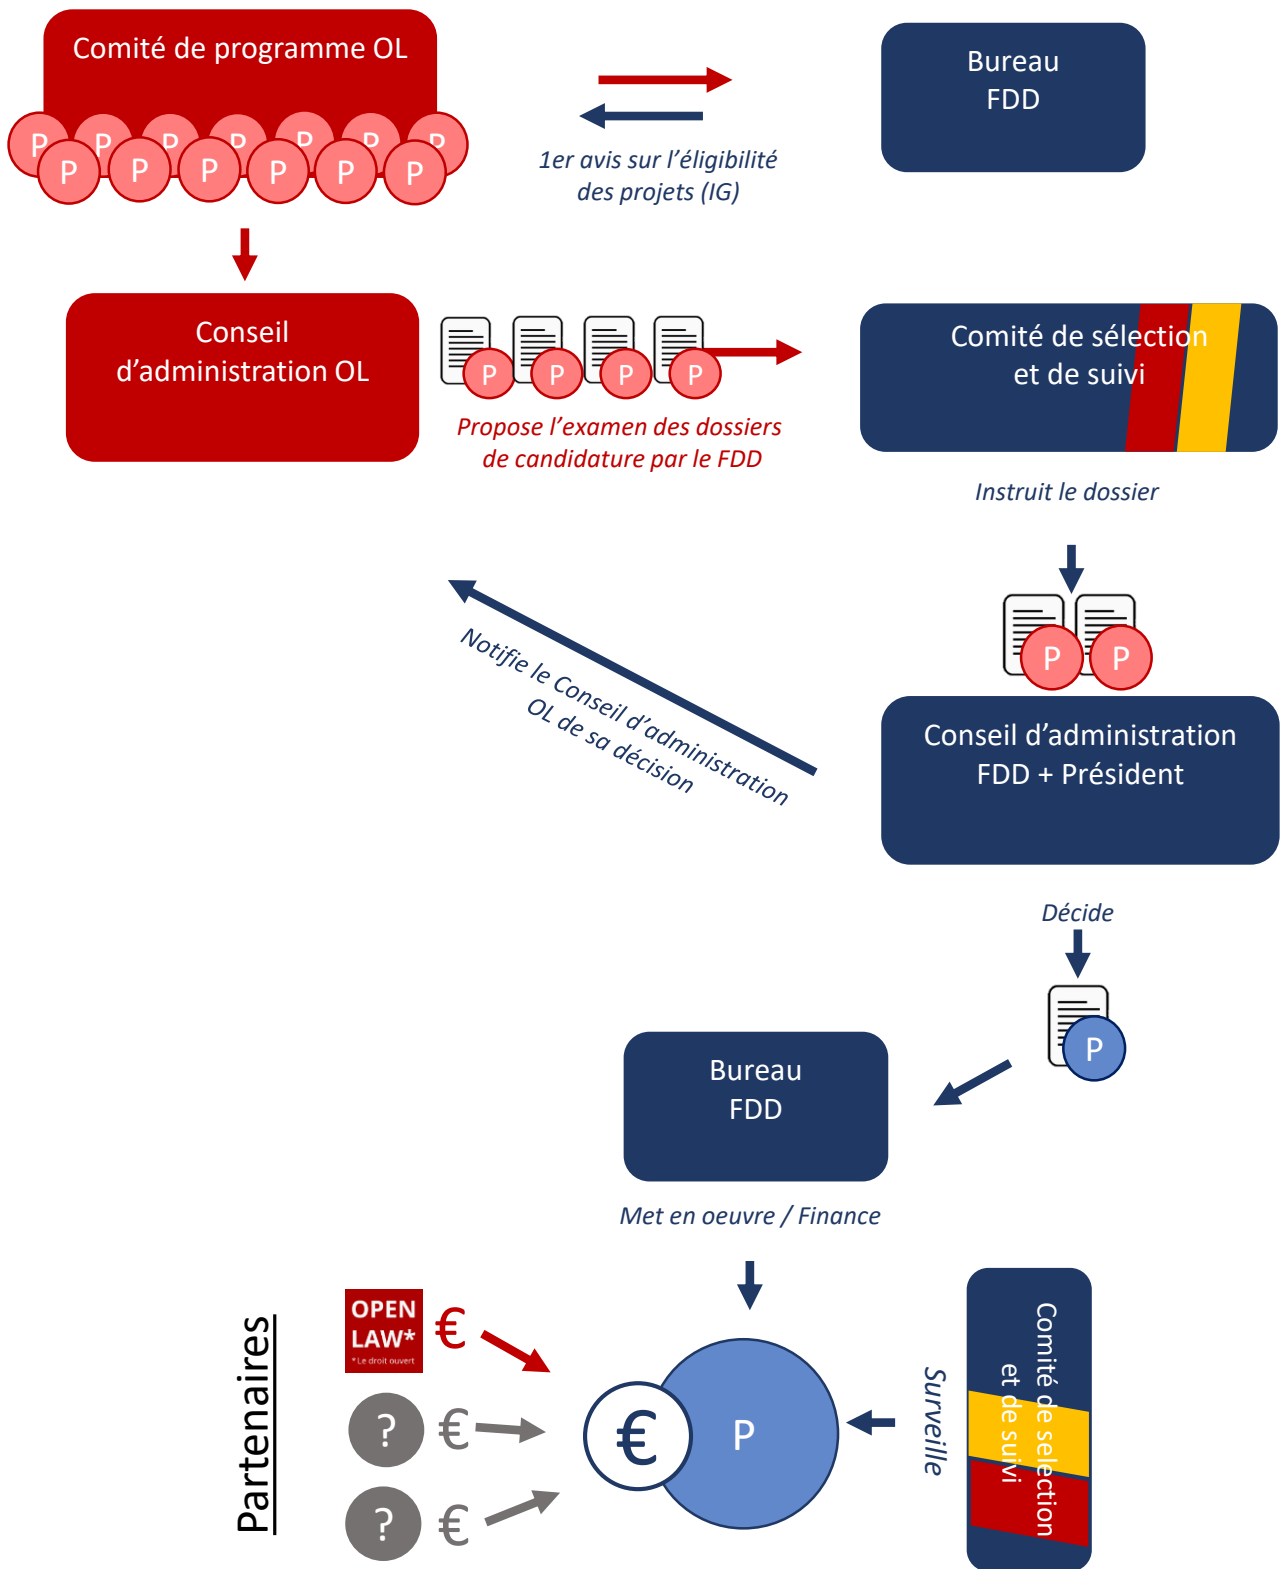 Comité de programme OL
P P P P P P P
P P P P P P
Bureau
FDD
1er avis sur l’éligibilité
des projets (IG)
Conseil
d’administration OL
P P P P
Propose l’examen des dossiers
de candidature par le FDD
Comité de sélection
et de suivi
Instruit le dossier
P P
Notifie le Conseil d’administration
OL de sa décision
Conseil d’administration
FDD + Président
Décide
P
Bureau
FDD
Met en oeuvre / Finance
Partenaires
OPEN
LAW*
* Le droit ouvert
€
? €
? €
€ P
Surveille
Comité de selection
et de suivi